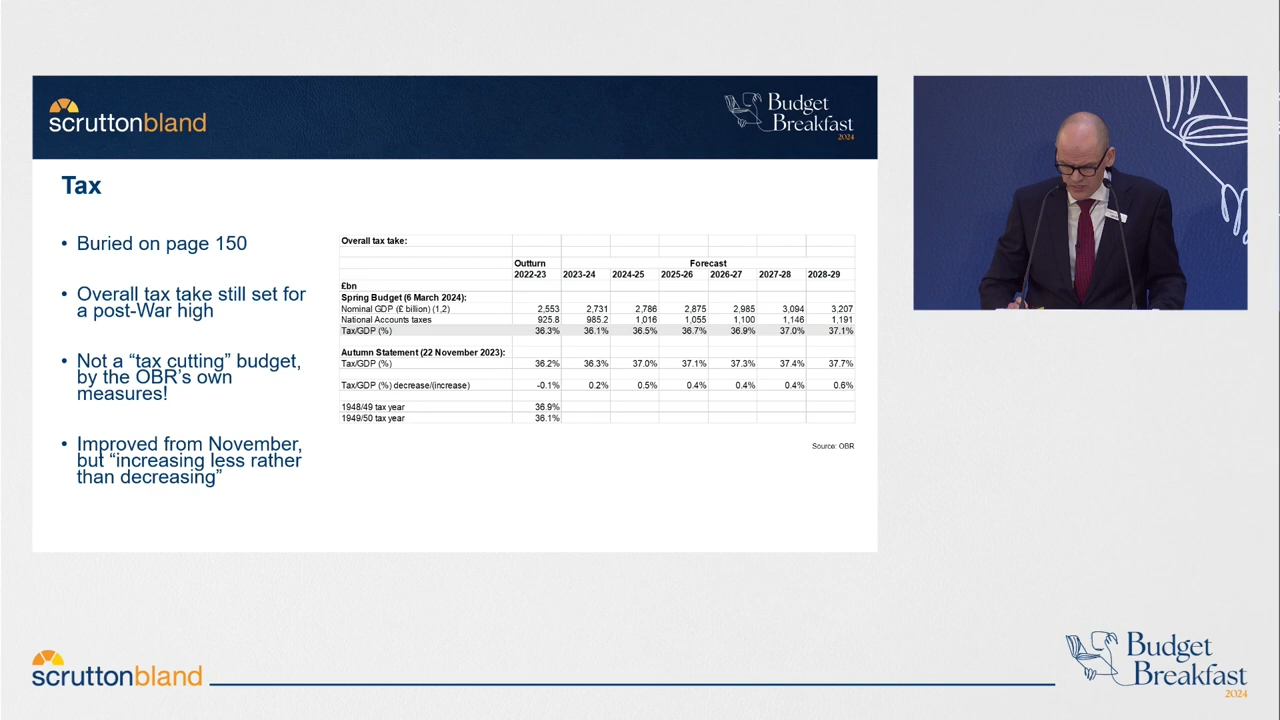 scruttonbland
Budget
Breakfast
2024
Tax
• Buried on page 150
• Overall tax take still set for
a post-War high
• Not a “tax cutting” budget,
by the OBR’s own
measures!
• Improved from November,
but “increasing less rather
than decreasing”
Overall tax take:
Outturn Forecast
2022-23 2023-24 2024-25 2025-26 2026-27 2027-28 2028-29
£bn
Spring Budget (6 March 2024):
Nominal GDP (£ billion) (1,2) 2,553 2,731 2,786 2,875 2,985 3,094 3,207
National Accounts taxes 925.8 985.2 1,016 1,055 1,100 1,146 1,191
Tax/GDP (%) 36.3% 36.1% 36.5% 36.7% 36.9% 37.0% 37.1%
Autumn Statement (22 November 2023):
Tax/GDP (%) 36.2% 36.3% 37.0% 37.1% 37.3% 37.4% 37.7%
Tax/GDP (%) decrease/(increase) -0.1% 0.2% 0.5% 0.4% 0.4% 0.4% 0.6%
1948/49 tax year 36.9%
1949/50 tax year 36.1%
Source: OBR
scruttonbland
Budget
Breakfast
2024